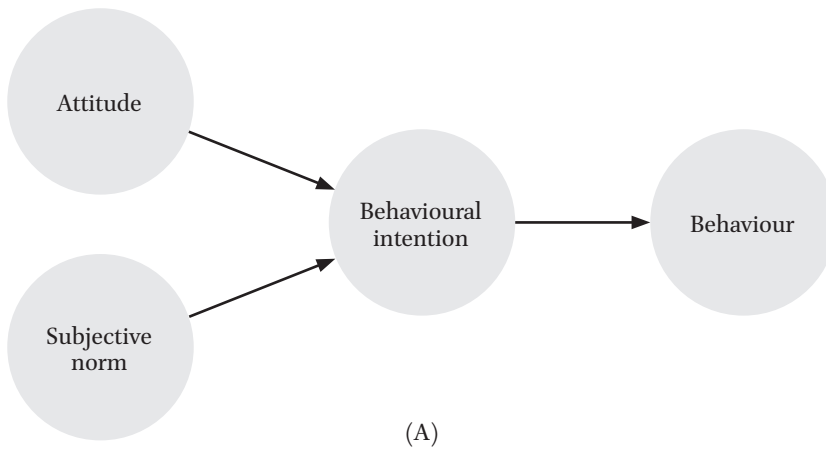 Attitude
Behavioural
intention
Behaviour
Subjective
norm
(A)